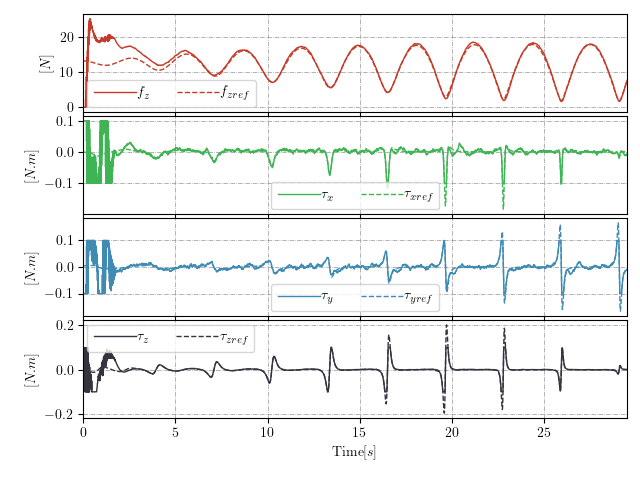 20
10
0
[N]
f_z f_zref
0.1
0.0
−0.1
[N.m]
τ_x τ_xref
0.1
0.0
−0.1
[N.m]
τ_y τ_yref
0.2
0.0
−0.2
[N.m]
τ_z τ_zref
0 5 10 15 20 25
Time[s]